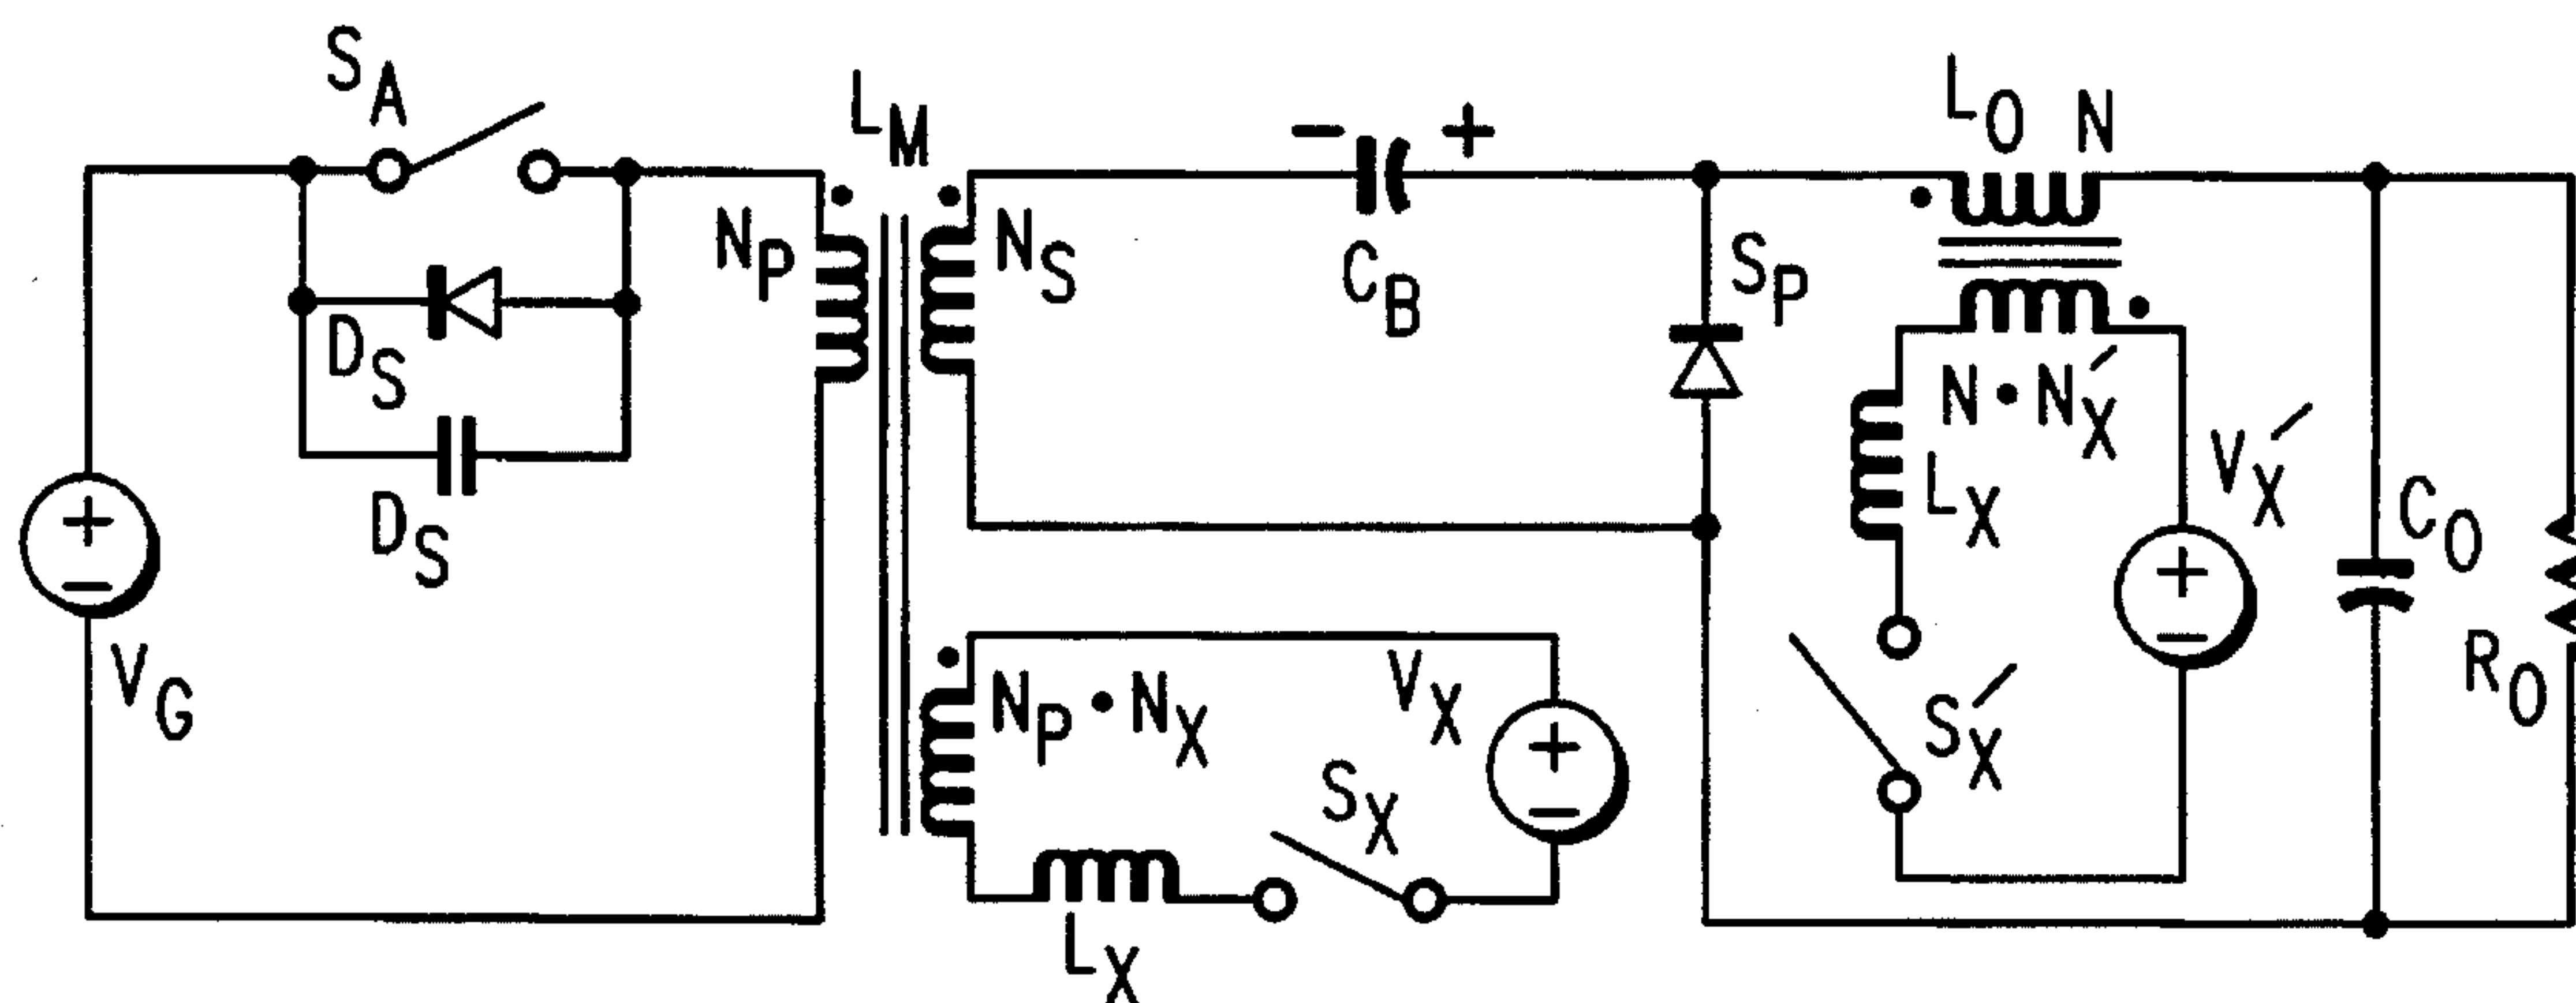 S_A
L_M
N_P
N_S
D_S
D_S
V_G
- +
C_B
S_P
L_O N
N • N_X′
L_X
V_X′
S_X′
C_O
R_O
N_P • N_X
V_X
S_X
L_X
+
-
+
-
+
-